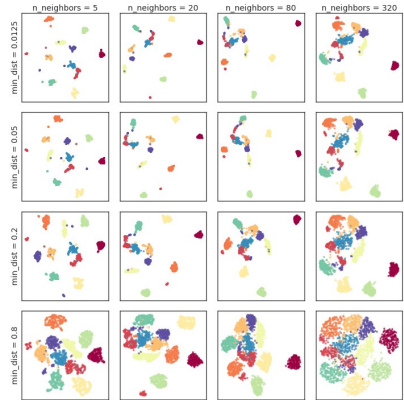 n_neighbors = 5
n_neighbors = 20
n_neighbors = 80
n_neighbors = 320
min_dist = 0.0125
min_dist = 0.05
min_dist = 0.2
min_dist = 0.8